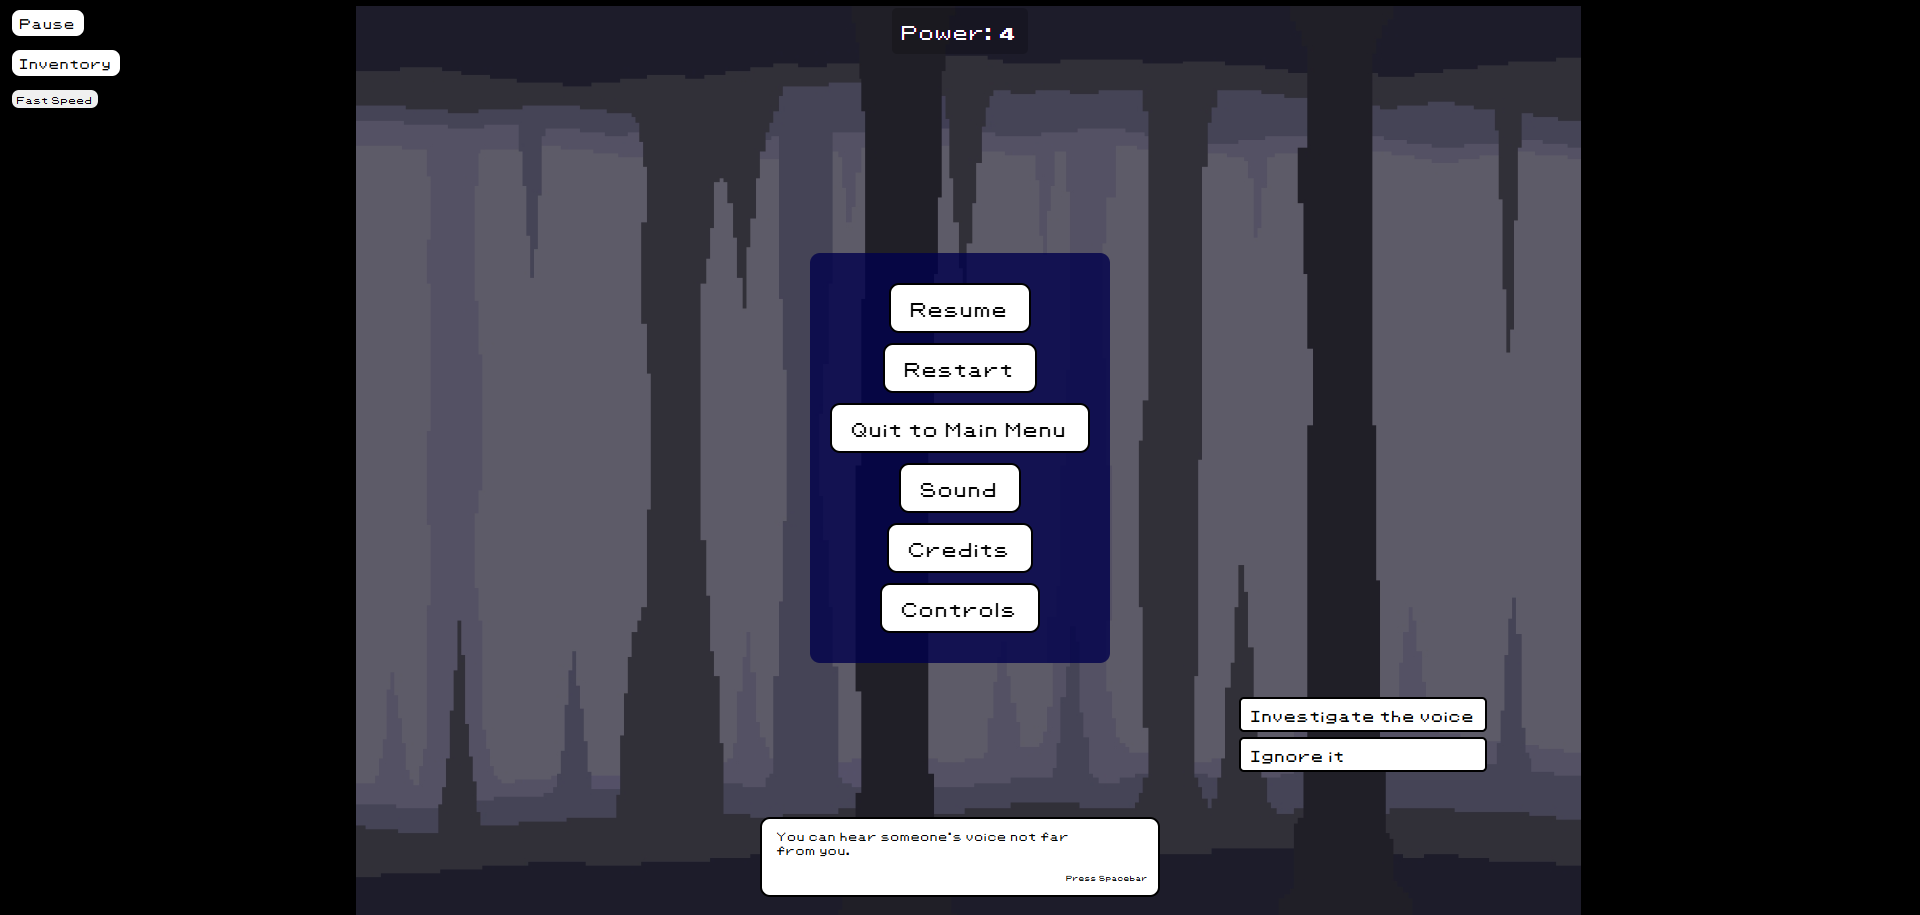 Pause
Inventory
Fast Speed
Power: 4
Resume
Restart
Quit to Main Menu
Sound
Credits
Controls
Investigate the voice
Ignore it
You can hear someone's voice not far
from you.
Press Spacebar